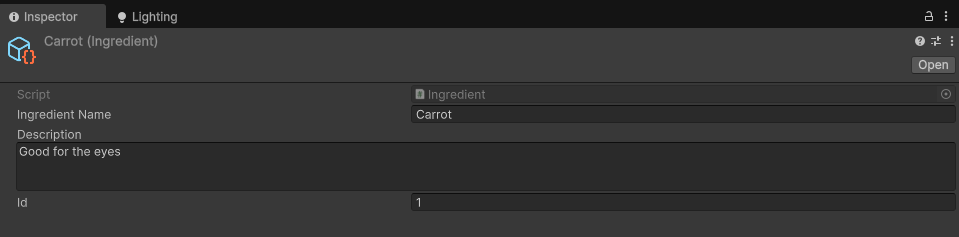 Inspector Lighting
Carrot (Ingredient)
Open
Script Ingredient
Ingredient Name Carrot
Description
Good for the eyes
Id 1